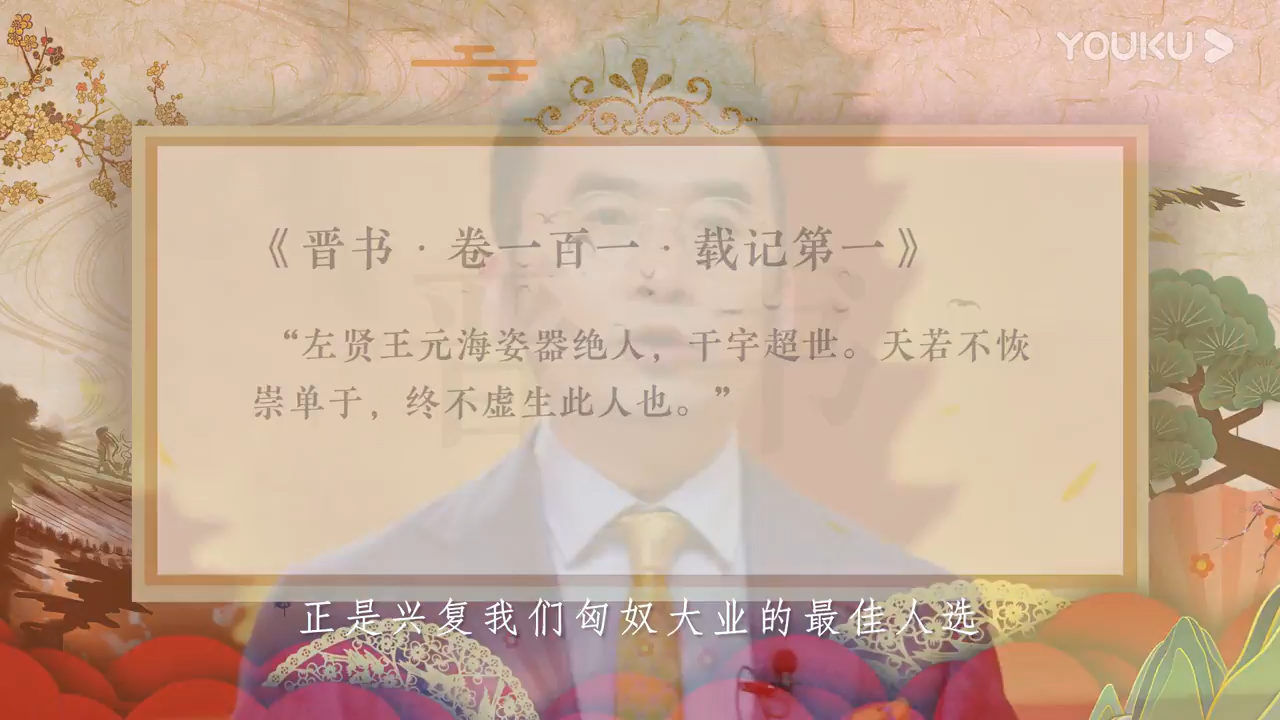 YOUKU
《晋书·卷一百一·载记第一》
“左贤王元海姿器绝人，干宇超世。天若不恢
崇单于，终不虚生此人也。”
晋书
正是兴复我们匈奴大业的最佳人选